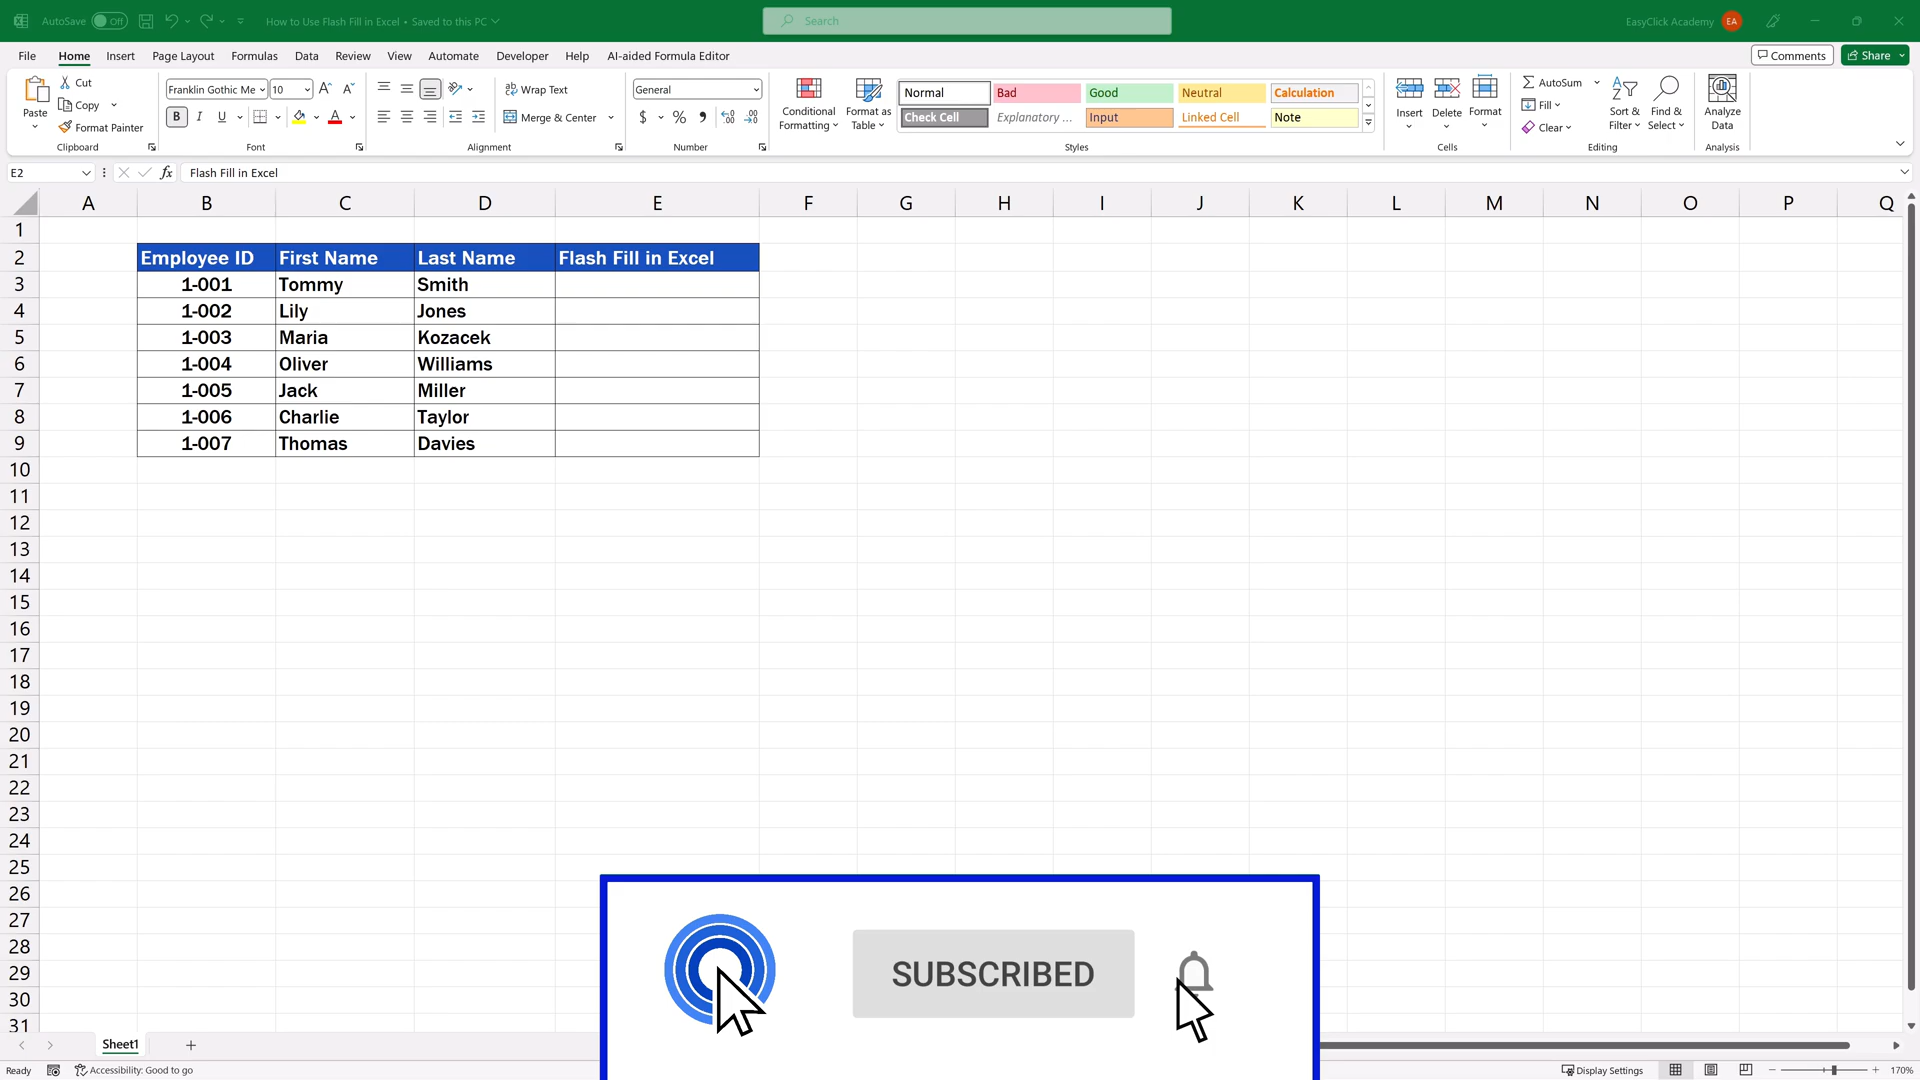 AutoSave Off How to Use Flash Fill in Excel • Saved to this PC Search EasyClick Academy EA
File Home Insert Page Layout Formulas Data Review View Automate Developer Help AI-aided Formula Editor Comments Share
Paste Cut Copy Format Painter Clipboard
Franklin Gothic Me 10 B I U A Font
Wrap Text Merge & Center Alignment
General $ % , Number
Conditional Formatting Format as Table
Normal Bad Good Neutral Calculation
Check Cell Explanatory ... Input Linked Cell Note
Styles
Insert Delete Format Cells
AutoSum Fill Clear Sort & Filter Find & Select Editing
Analyze Data Analysis
E2 fx Flash Fill in Excel
A B C D E F G H I J K L M N O P Q
1
2 Employee ID First Name Last Name Flash Fill in Excel
3 1-001 Tommy Smith
4 1-002 Lily Jones
5 1-003 Maria Kozacek
6 1-004 Oliver Williams
7 1-005 Jack Miller
8 1-006 Charlie Taylor
9 1-007 Thomas Davies
10
11
12
13
14
15
16
17
18
19
20
21
22
23
24
25
26
27
28
29
30
31
SUBSCRIBED
Sheet1
Ready Accessibility: Good to go Display Settings 170%